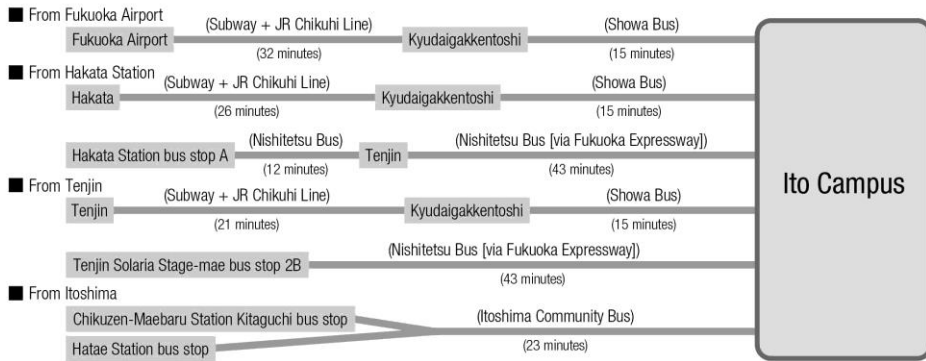 ■ From Fukuoka Airport
(Subway + JR Chikuhi Line) (Showa Bus)
Fukuoka Airport Kyudaigakkentoshi
(32 minutes) (15 minutes)
■ From Hakata Station
(Subway + JR Chikuhi Line) (Showa Bus)
Hakata Kyudaigakkentoshi
(26 minutes) (15 minutes)
(Nishitetsu Bus) (Nishitetsu Bus [via Fukuoka Expressway])
Hakata Station bus stop A Tenjin
(12 minutes) (43 minutes)
■ From Tenjin
(Subway + JR Chikuhi Line) (Showa Bus)
Tenjin Kyudaigakkentoshi
(21 minutes) (15 minutes)
(Nishitetsu Bus [via Fukuoka Expressway])
Tenjin Solaria Stage-mae bus stop 2B
(43 minutes)
■ From Itoshima
Chikuzen-Maebaru Station Kitaguchi bus stop
(Itoshima Community Bus)
Hatae Station bus stop
(23 minutes)
Ito Campus